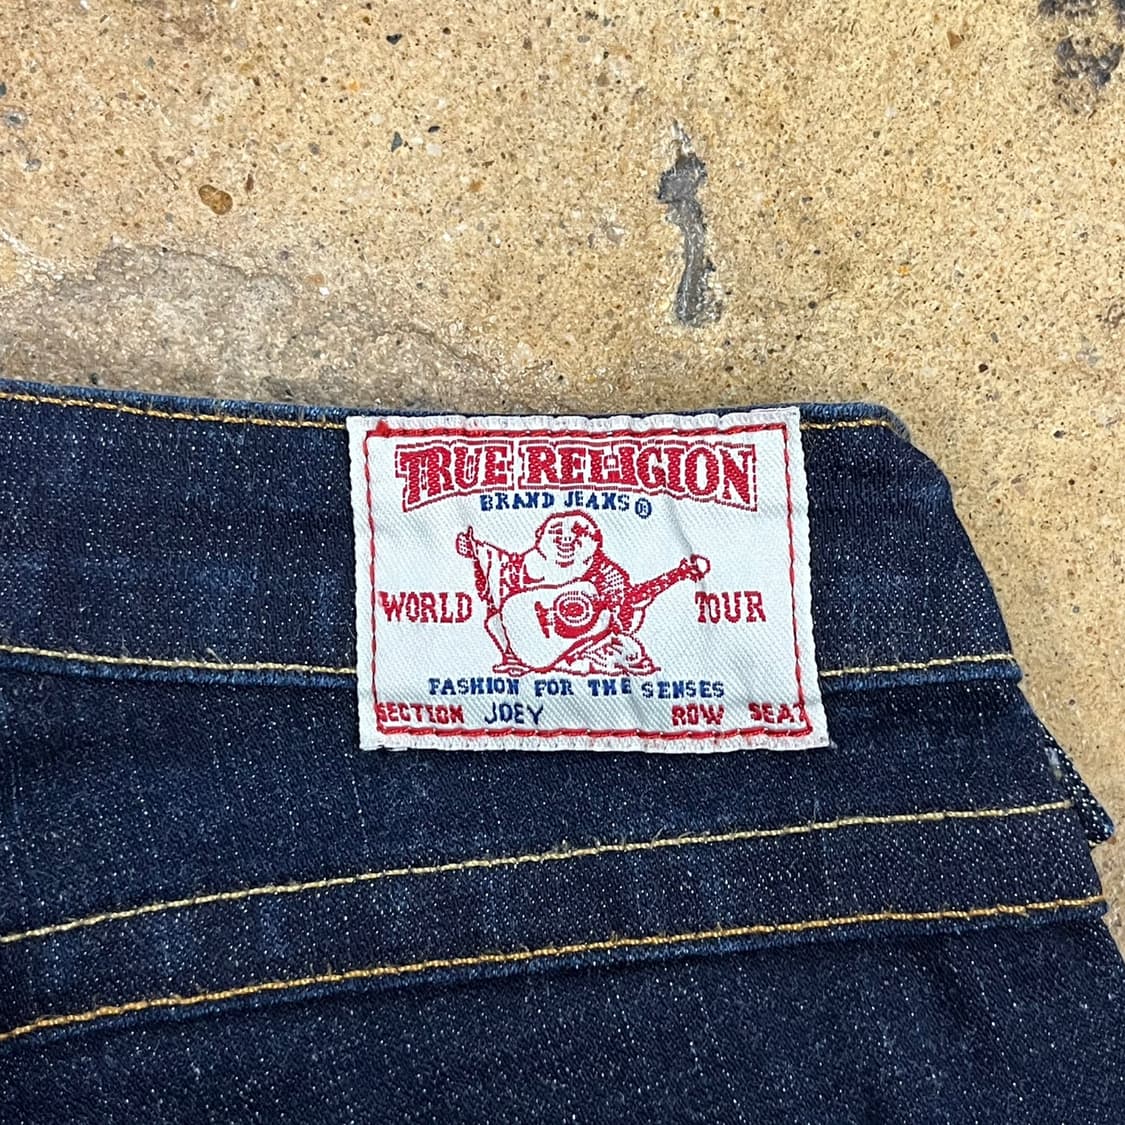 TRUE RELIGION
BRAND JEANS®
WORLD TOUR
FASHION FOR THE SENSES
SECTION JOEY ROW SEAT